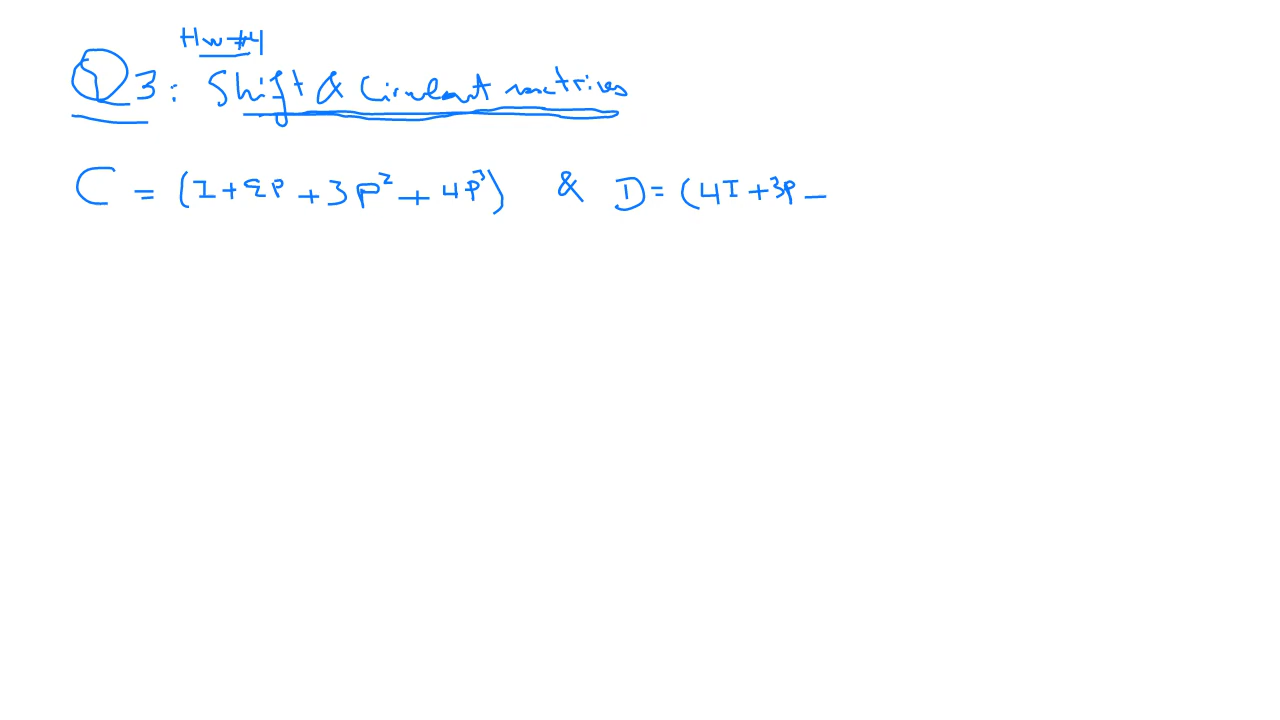 Hw #4
Q3: Shift & Circulant matrices
C = (I + 2P + 3P² + 4P³) & D = (4I + 3P −